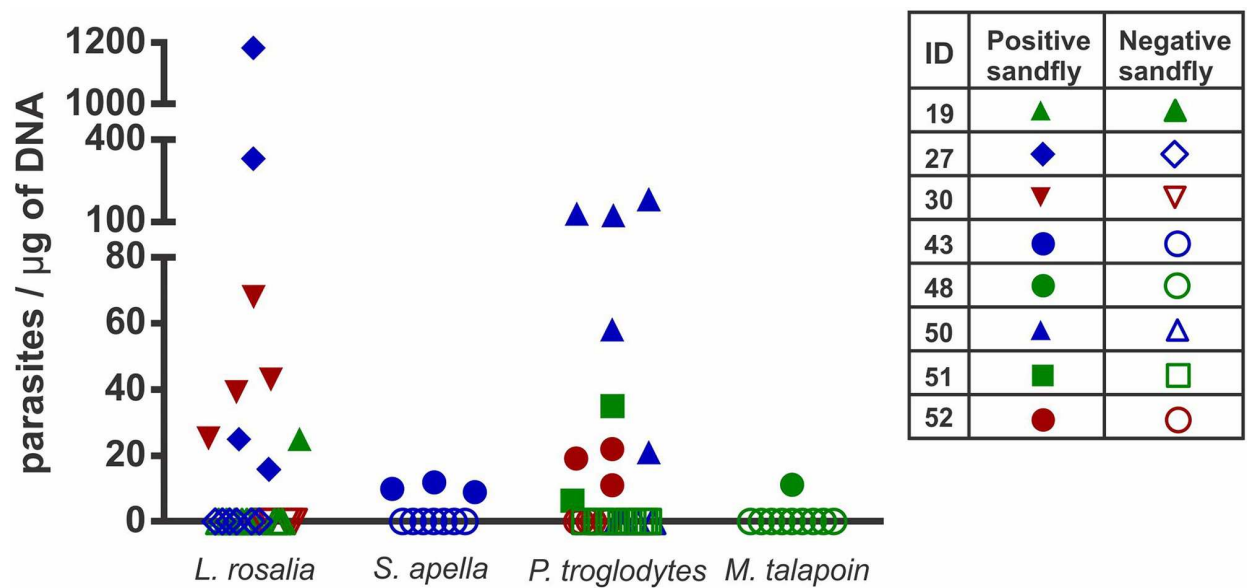 parasites / µg of DNA
1200
1000
400
100
80
60
40
20
0
L. rosalia
S. apella
P. troglodytes
M. talapoin
ID
Positive
sandfly
Negative
sandfly
19
27
30
43
48
50
51
52